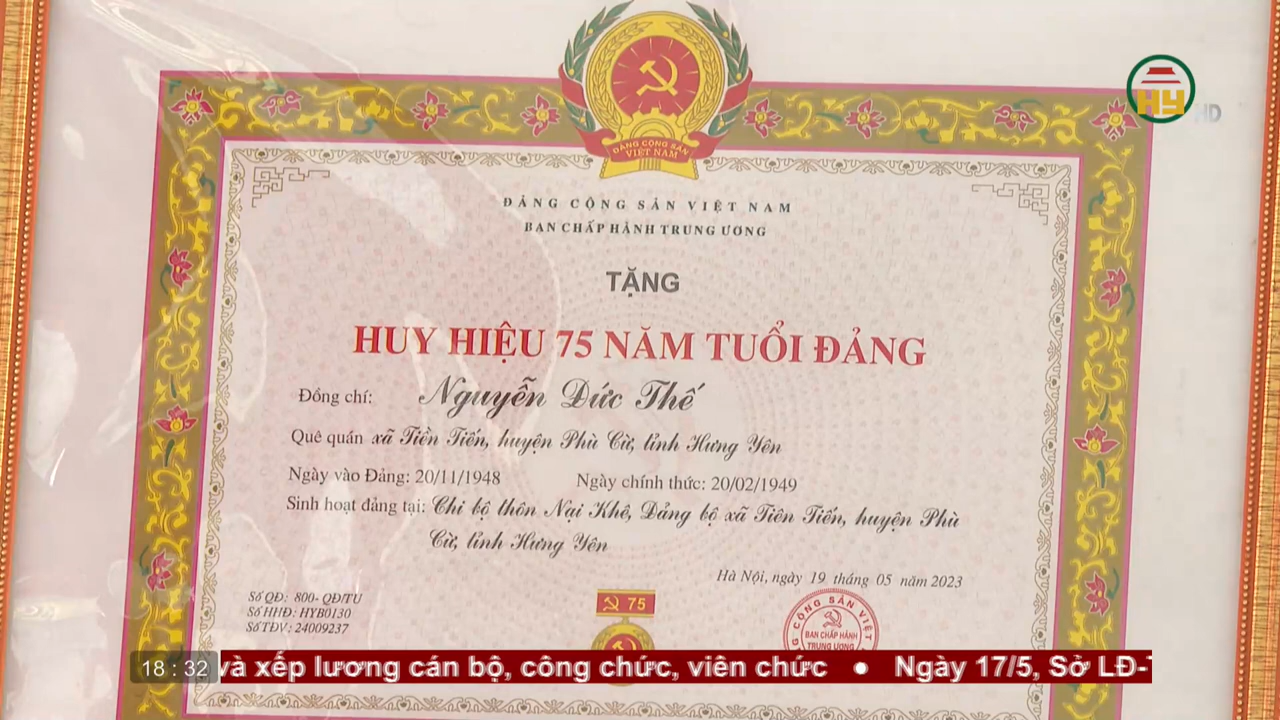 HY
HD
ĐẢNG CỘNG SẢN
VIỆT NAM
ĐẢNG CỘNG SẢN VIỆT NAM
BAN CHẤP HÀNH TRUNG ƯƠNG
TẶNG
HUY HIỆU 75 NĂM TUỔI ĐẢNG
Đồng chí: Nguyễn Đức Thế
Quê quán xã Tiền Tiến, huyện Phù Cừ, tỉnh Hưng Yên
Ngày vào Đảng: 20/11/1948 Ngày chính thức: 20/02/1949
Sinh hoạt đảng tại: Chi bộ thôn Nại Khê, Đảng bộ xã Tiên Tiến, huyện Phù
Cừ, tỉnh Hưng Yên
Hà Nội, ngày 19 tháng 05 năm 2023
Số QĐ: 800- QĐ/TU
Số HHĐ: HYB0130
Số TĐV: 24009237
75
CỘNG SẢN VIỆT
BAN CHẤP HÀNH
TRUNG ƯƠNG
18 : 32 và xếp lương cán bộ, công chức, viên chức • Ngày 17/5, Sở LĐ-